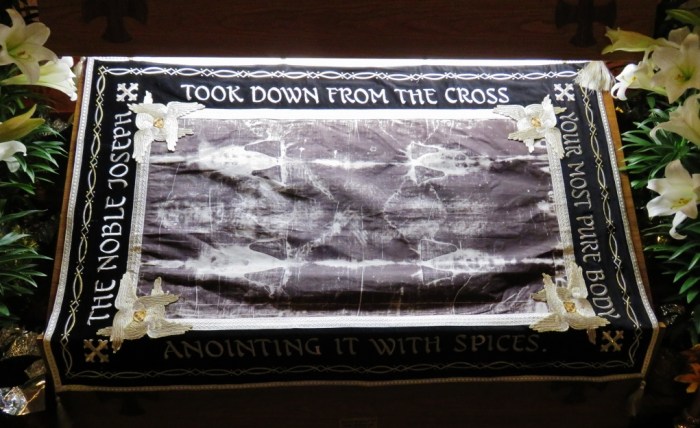 THE NOBLE JOSEPH
TOOK DOWN FROM THE CROSS
YOUR MOST PURE BODY
ANOINTING IT WITH SPICES.